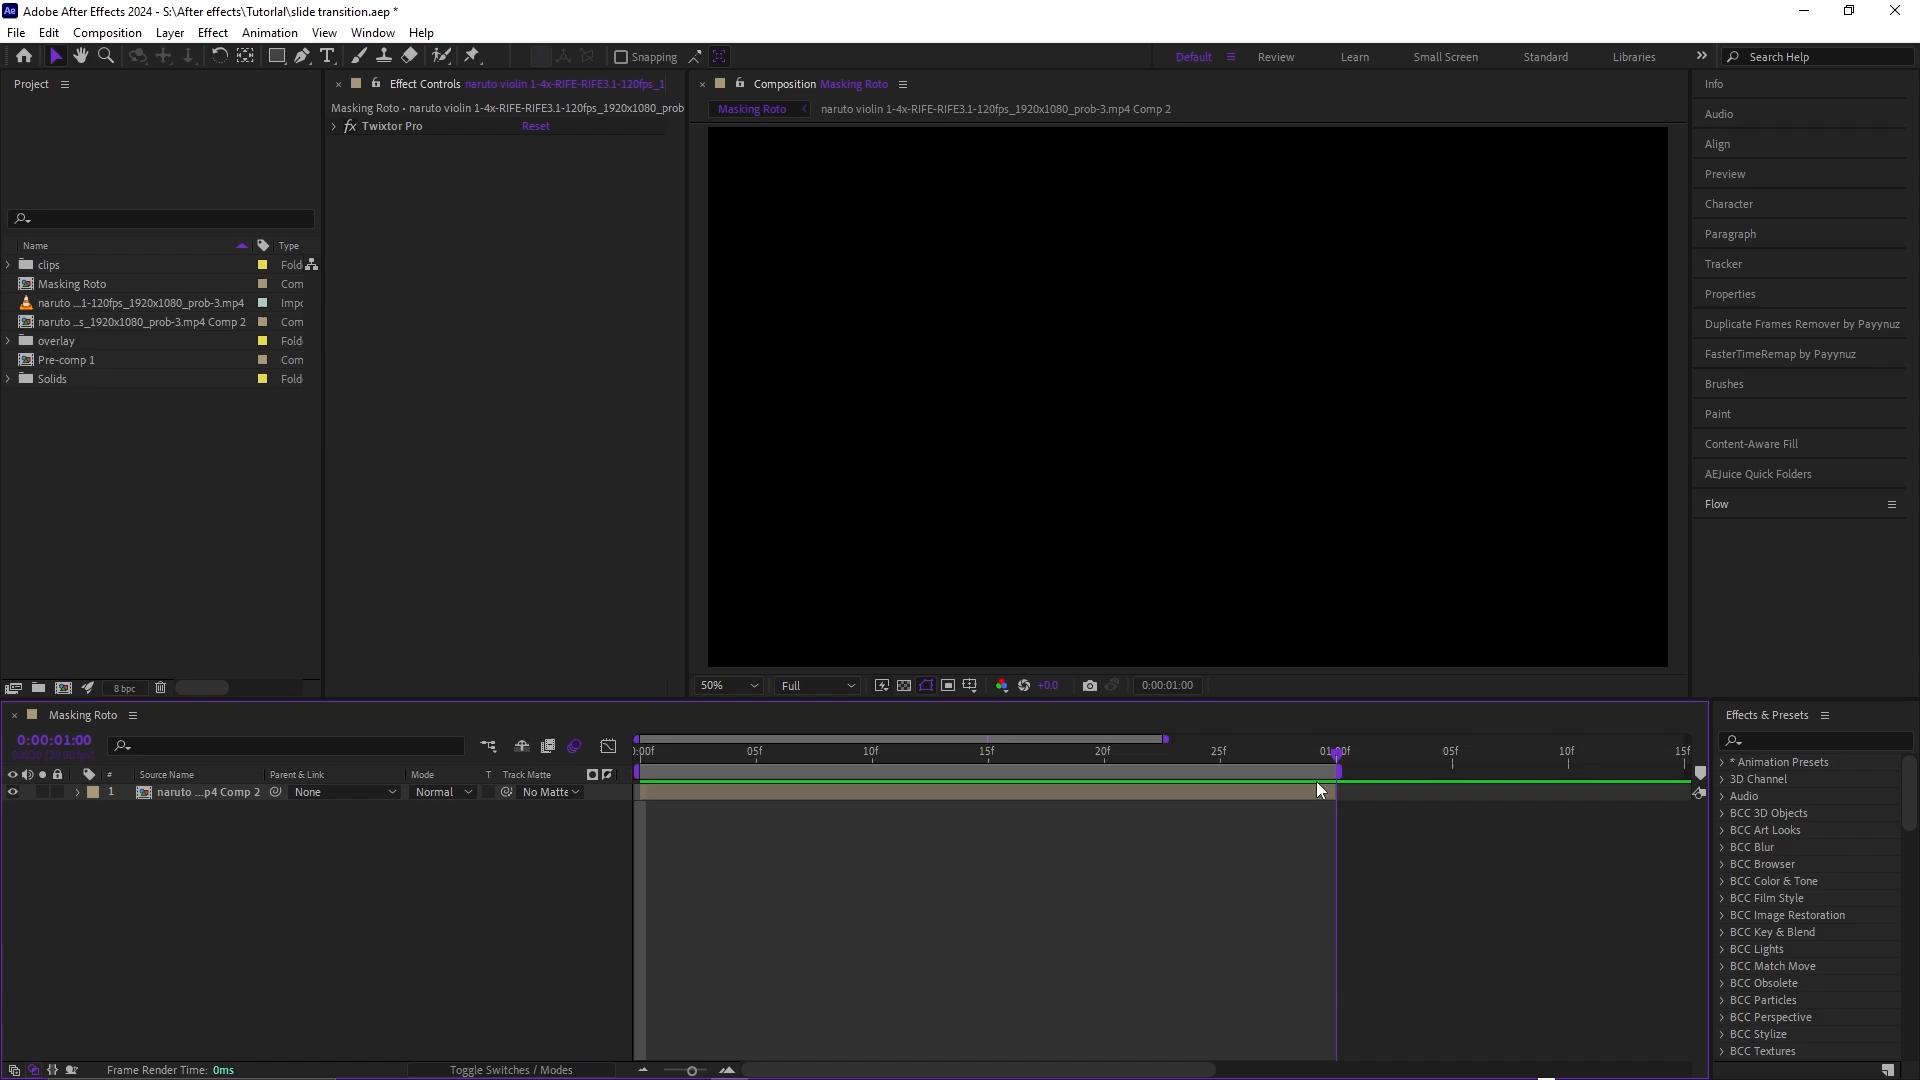 Adobe After Effects 2024 - S:\After effects\Tutorlal\slide transition.aep *
File Edit Composition Layer Effect Animation View Window Help
Snapping
Default Review Learn Small Screen Standard Libraries Search Help
Project
Effect Controls naruto violin 1-4x-RIFE-RIFE3.1-120fps_1
Masking Roto • naruto violin 1-4x-RIFE-RIFE3.1-120fps_1920x1080_prob
fx Twixtor Pro Reset
Composition Masking Roto
Masking Roto naruto violin 1-4x-RIFE-RIFE3.1-120fps_1920x1080_prob-3.mp4 Comp 2
Name Type
clips Fold
Masking Roto Com
naruto ...1-120fps_1920x1080_prob-3.mp4 Impo
naruto ...s_1920x1080_prob-3.mp4 Comp 2 Com
overlay Fold
Pre-comp 1 Com
Solids Fold
8 bpc
50% Full +0.0 0:00:01:00
Info
Audio
Align
Preview
Character
Paragraph
Tracker
Properties
Duplicate Frames Remover by Payynuz
FasterTimeRemap by Payynuz
Brushes
Paint
Content-Aware Fill
AEJuice Quick Folders
Flow
Masking Roto
0:00:01:00
):00f 05f 10f 15f 20f 25f 05f 10f 15f
# Source Name Parent & Link Mode T Track Matte
1 naruto ...p4 Comp 2 None Normal No Matte
Frame Render Time: 0ms Toggle Switches / Modes
Effects & Presets
* Animation Presets
3D Channel
Audio
BCC 3D Objects
BCC Art Looks
BCC Blur
BCC Browser
BCC Color & Tone
BCC Film Style
BCC Image Restoration
BCC Key & Blend
BCC Lights
BCC Match Move
BCC Obsolete
BCC Particles
BCC Perspective
BCC Stylize
BCC Textures